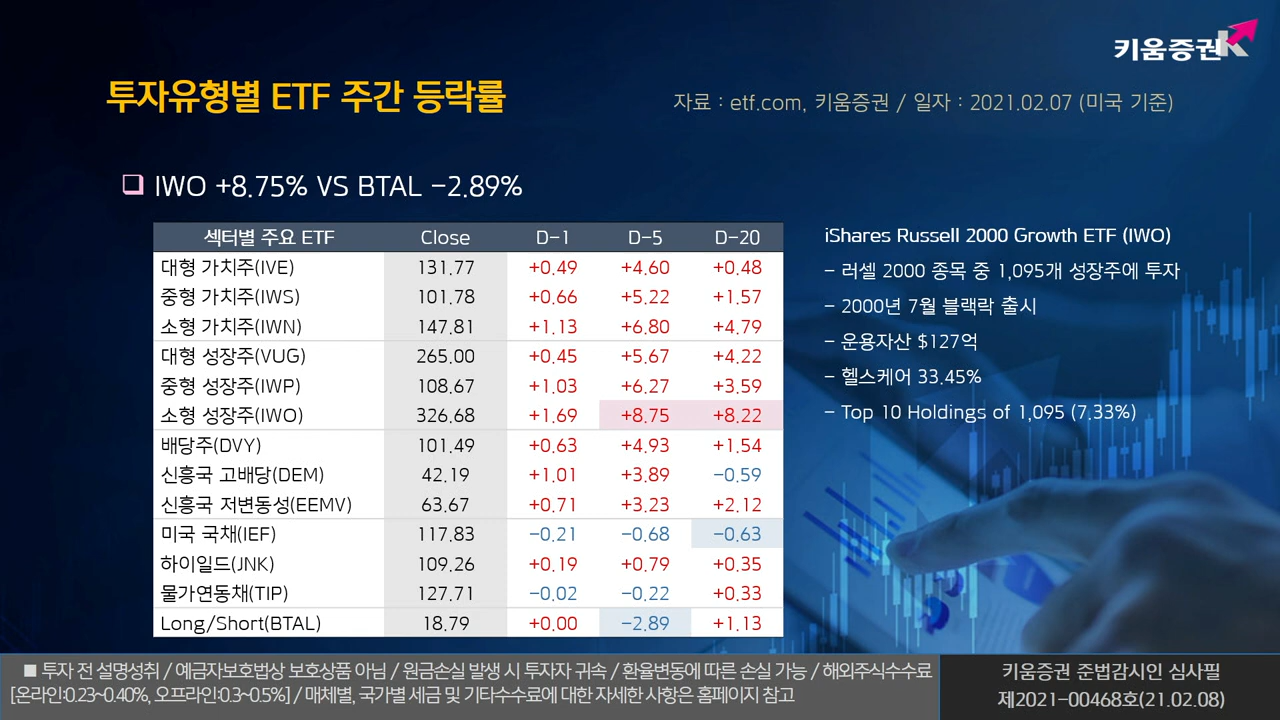 키움증권
투자유형별 ETF 주간 등락률
자료 : etf.com, 키움증권 / 일자 : 2021.02.07 (미국 기준)
❑ IWO +8.75% VS BTAL -2.89%
섹터별 주요 ETF Close D-1 D-5 D-20
대형 가치주(IVE) 131.77 +0.49 +4.60 +0.48
중형 가치주(IWS) 101.78 +0.66 +5.22 +1.57
소형 가치주(IWN) 147.81 +1.13 +6.80 +4.79
대형 성장주(VUG) 265.00 +0.45 +5.67 +4.22
중형 성장주(IWP) 108.67 +1.03 +6.27 +3.59
소형 성장주(IWO) 326.68 +1.69 +8.75 +8.22
배당주(DVY) 101.49 +0.63 +4.93 +1.54
신흥국 고배당(DEM) 42.19 +1.01 +3.89 -0.59
신흥국 저변동성(EEMV) 63.67 +0.71 +3.23 +2.12
미국 국채(IEF) 117.83 -0.21 -0.68 -0.63
하이일드(JNK) 109.26 +0.19 +0.79 +0.35
물가연동채(TIP) 127.71 -0.02 -0.22 +0.33
Long/Short(BTAL) 18.79 +0.00 -2.89 +1.13
iShares Russell 2000 Growth ETF (IWO)
- 러셀 2000 종목 중 1,095개 성장주에 투자
- 2000년 7월 블랙락 출시
- 운용자산 $127억
- 헬스케어 33.45%
- Top 10 Holdings of 1,095 (7.33%)
■ 투자 전 설명성취 / 예금자보호법상 보호상품 아님 / 원금손실 발생 시 투자자 귀속 / 환율변동에 따른 손실 가능 / 해외주식수수료
[온라인:0.23~0.40%, 오프라인:0.3~0.5%] / 매체별, 국가별 세금 및 기타수수료에 대한 자세한 사항은 홈페이지 참고
키움증권 준법감시인 심사필
제2021-00468호(21.02.08)